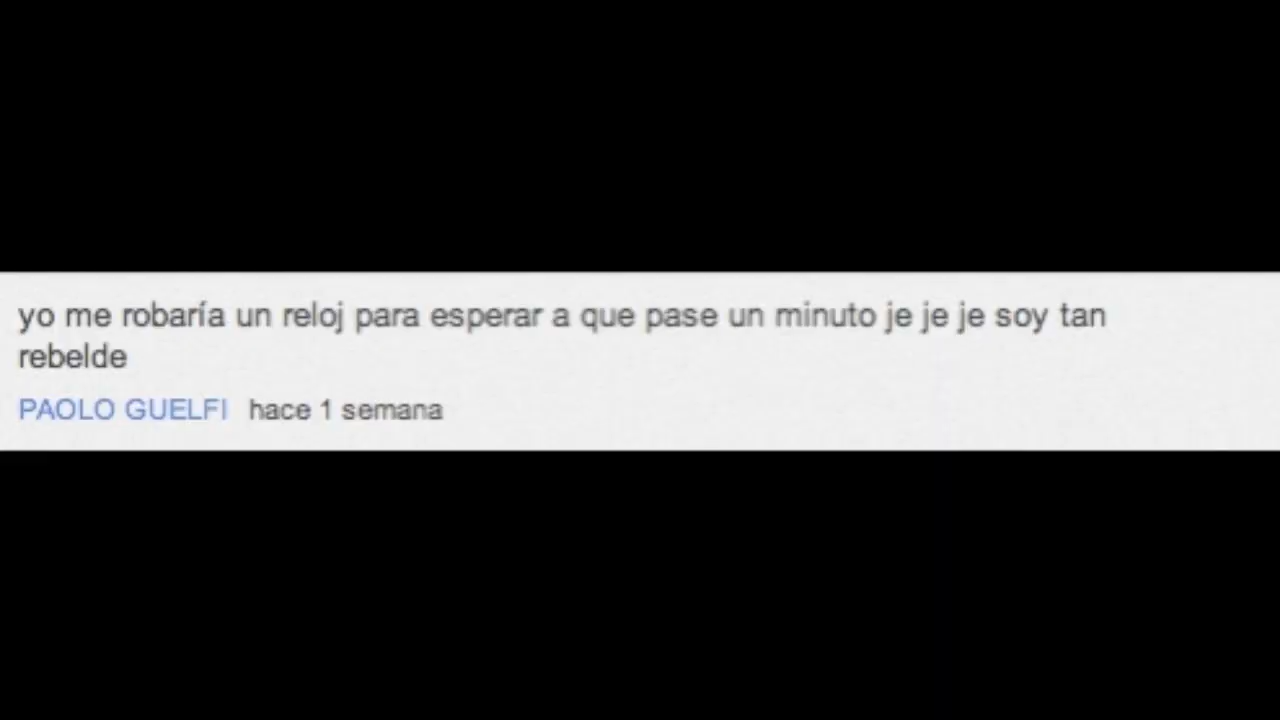 yo me robaría un reloj para esperar a que pase un minuto je je je soy tan
rebelde
PAOLO GUELFI hace 1 semana